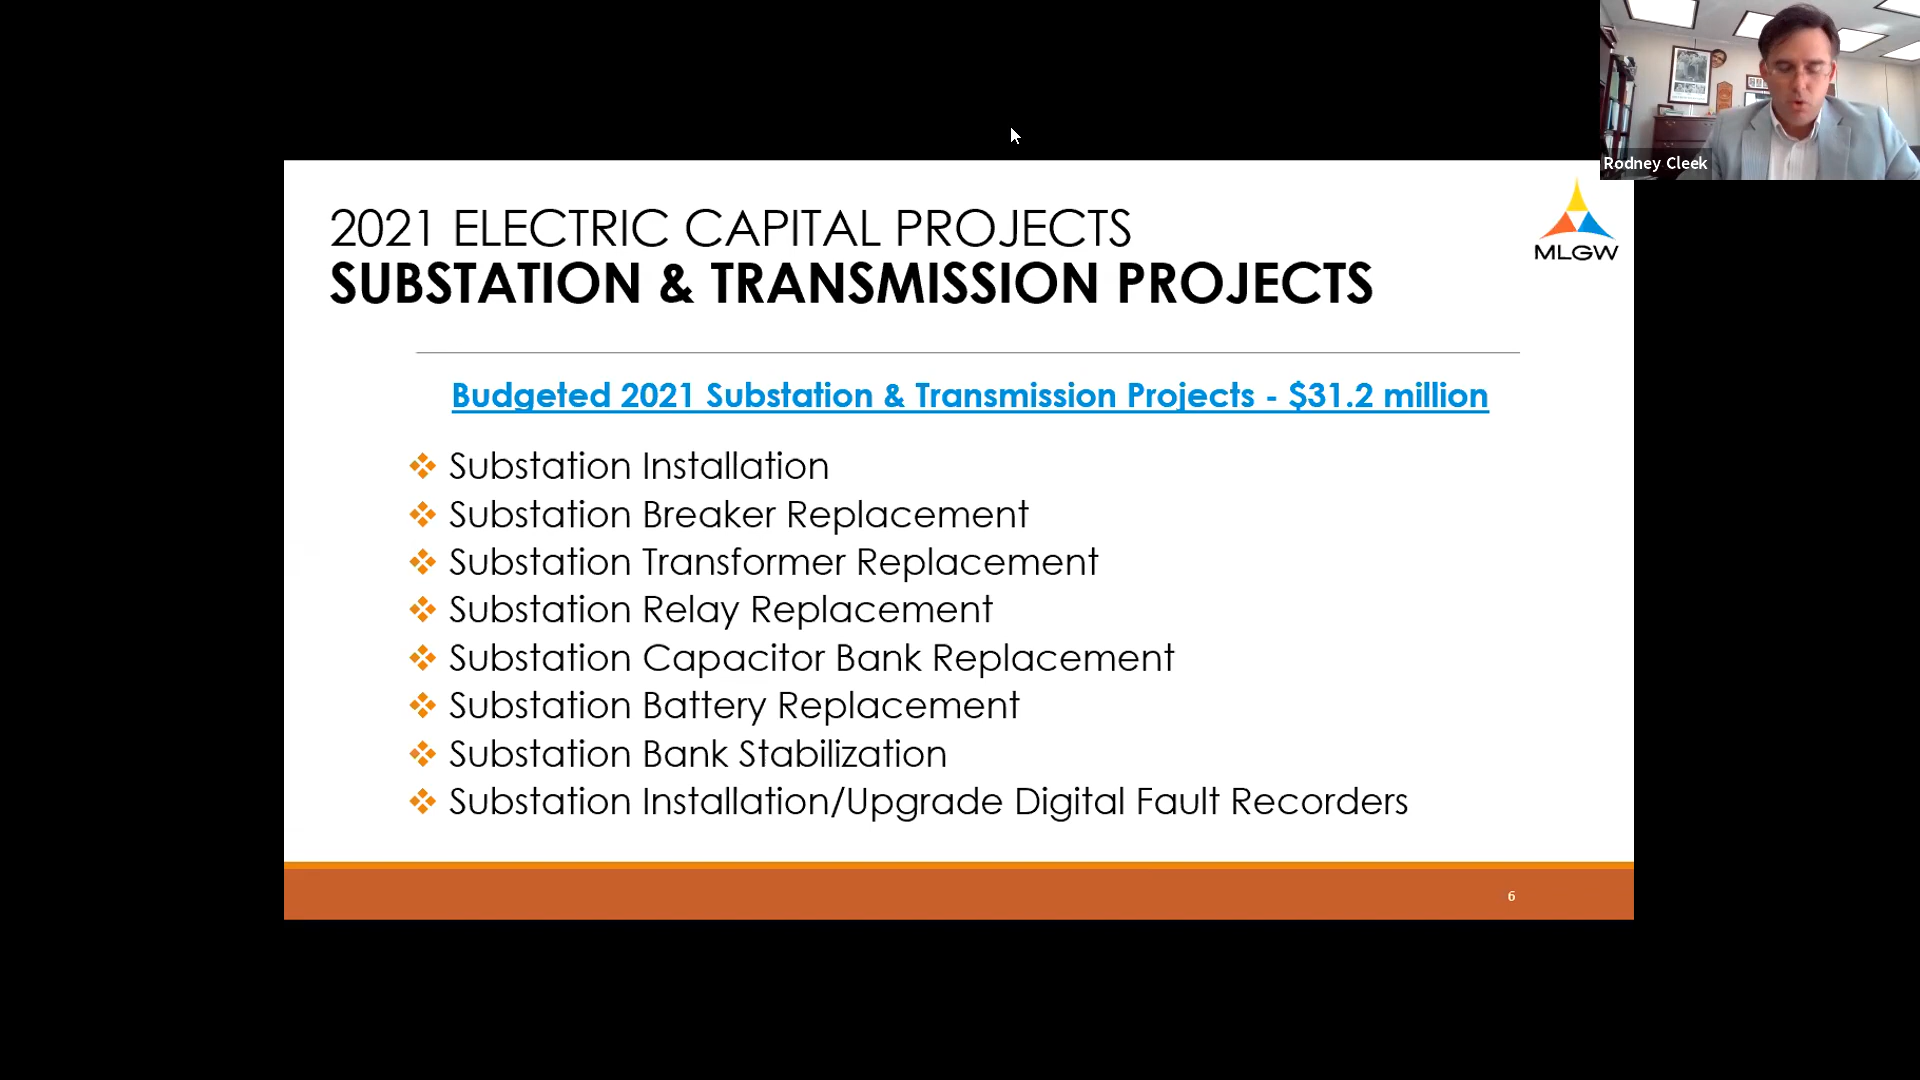 Rodney Cleek
MLGW
2021 ELECTRIC CAPITAL PROJECTS
SUBSTATION & TRANSMISSION PROJECTS
Budgeted 2021 Substation & Transmission Projects - $31.2 million
Substation Installation
Substation Breaker Replacement
Substation Transformer Replacement
Substation Relay Replacement
Substation Capacitor Bank Replacement
Substation Battery Replacement
Substation Bank Stabilization
Substation Installation/Upgrade Digital Fault Recorders
6